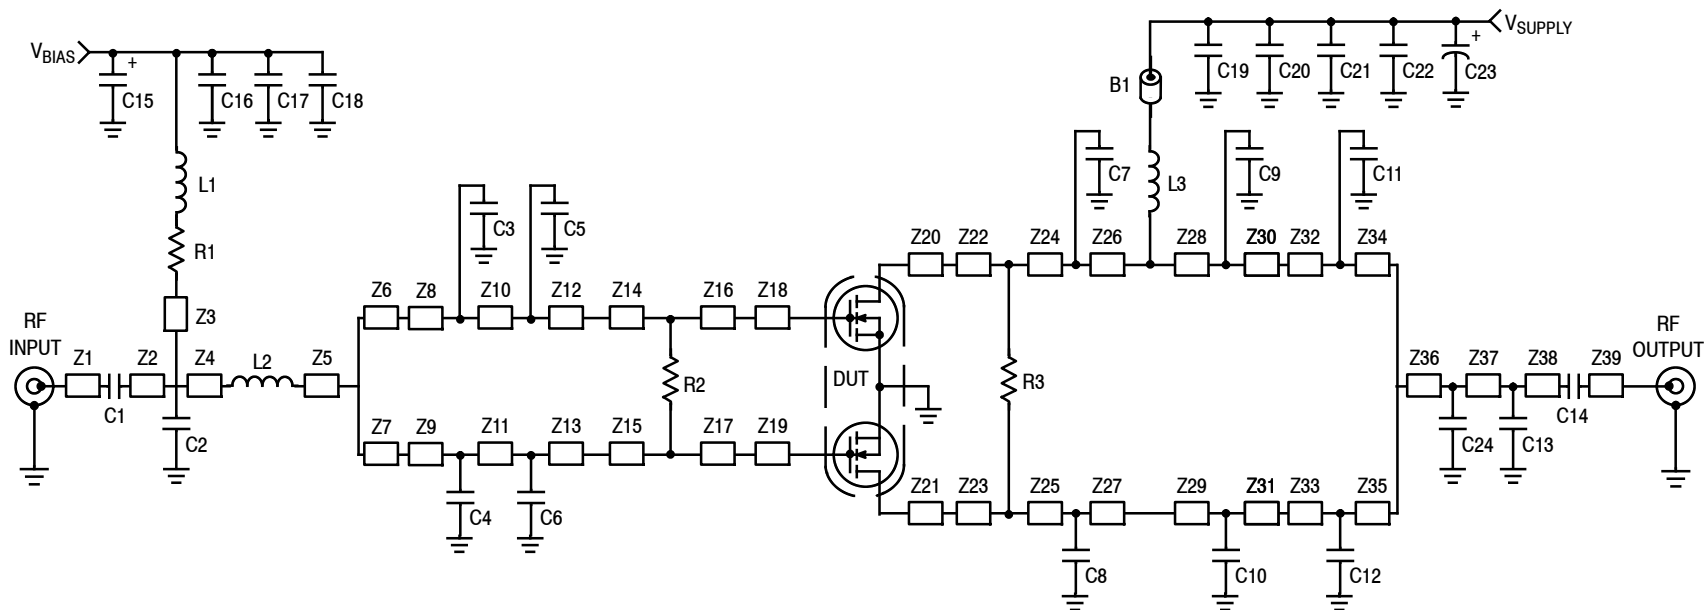 V_SUPPLY
V_BIAS
+
+
C15
C16
C17
C18
C19
C20
C21
C22
C23
B1
L1
R1
Z3
C3
C5
C7
L3
C9
C11
Z20
Z22
Z24
Z26
Z28
Z30
Z32
Z34
Z6
Z8
Z10
Z12
Z14
Z16
Z18
RF
INPUT
Z1
C1
Z2
Z4
L2
Z5
C2
R2
DUT
R3
Z36
Z37
Z38
Z39
RF
OUTPUT
C14
C24
C13
Z7
Z9
Z11
Z13
Z15
Z17
Z19
C4
C6
Z21
Z23
Z25
Z27
Z29
Z31
Z33
Z35
C8
C10
C12